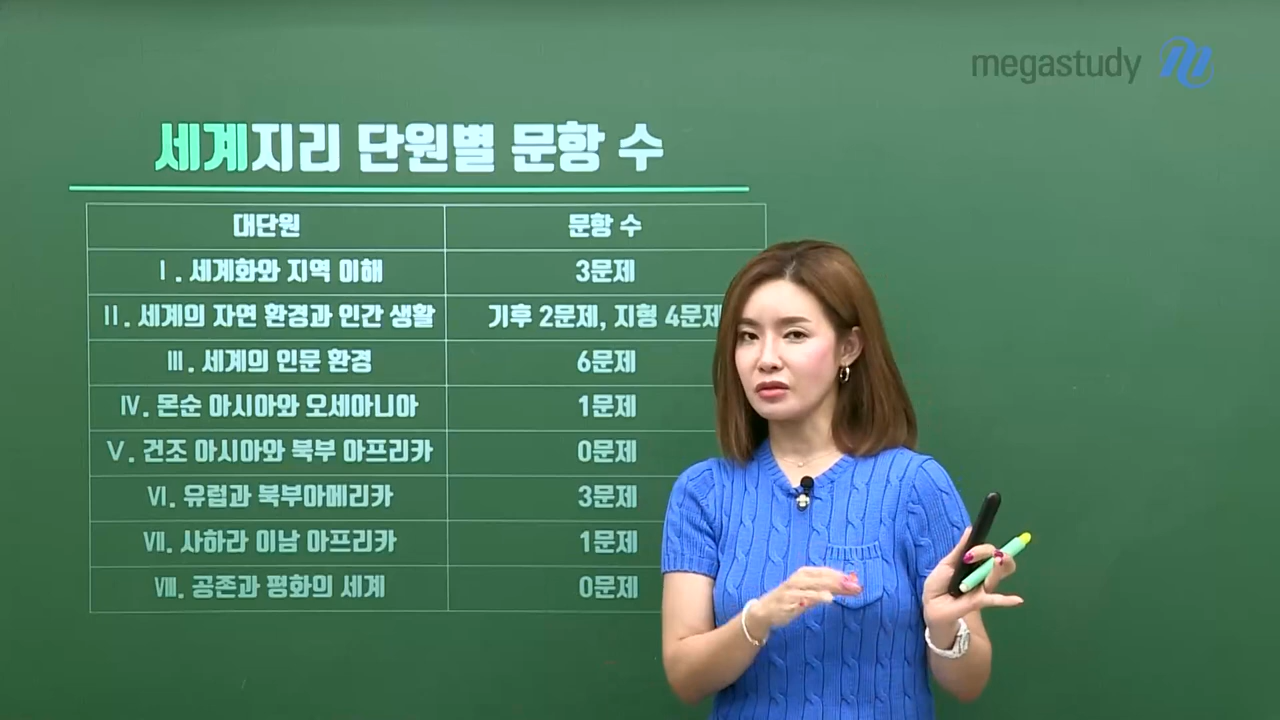 megastudy
세계지리 단원별 문항 수
대단원 문항 수
Ⅰ. 세계화와 지역 이해 3문제
Ⅱ. 세계의 자연 환경과 인간 생활 기후 2문제, 지형 4문제
Ⅲ. 세계의 인문 환경 6문제
Ⅳ. 몬순 아시아와 오세아니아 1문제
Ⅴ. 건조 아시아와 북부 아프리카 0문제
Ⅵ. 유럽과 북부아메리카 3문제
Ⅶ. 사하라 이남 아프리카 1문제
Ⅷ. 공존과 평화의 세계 0문제